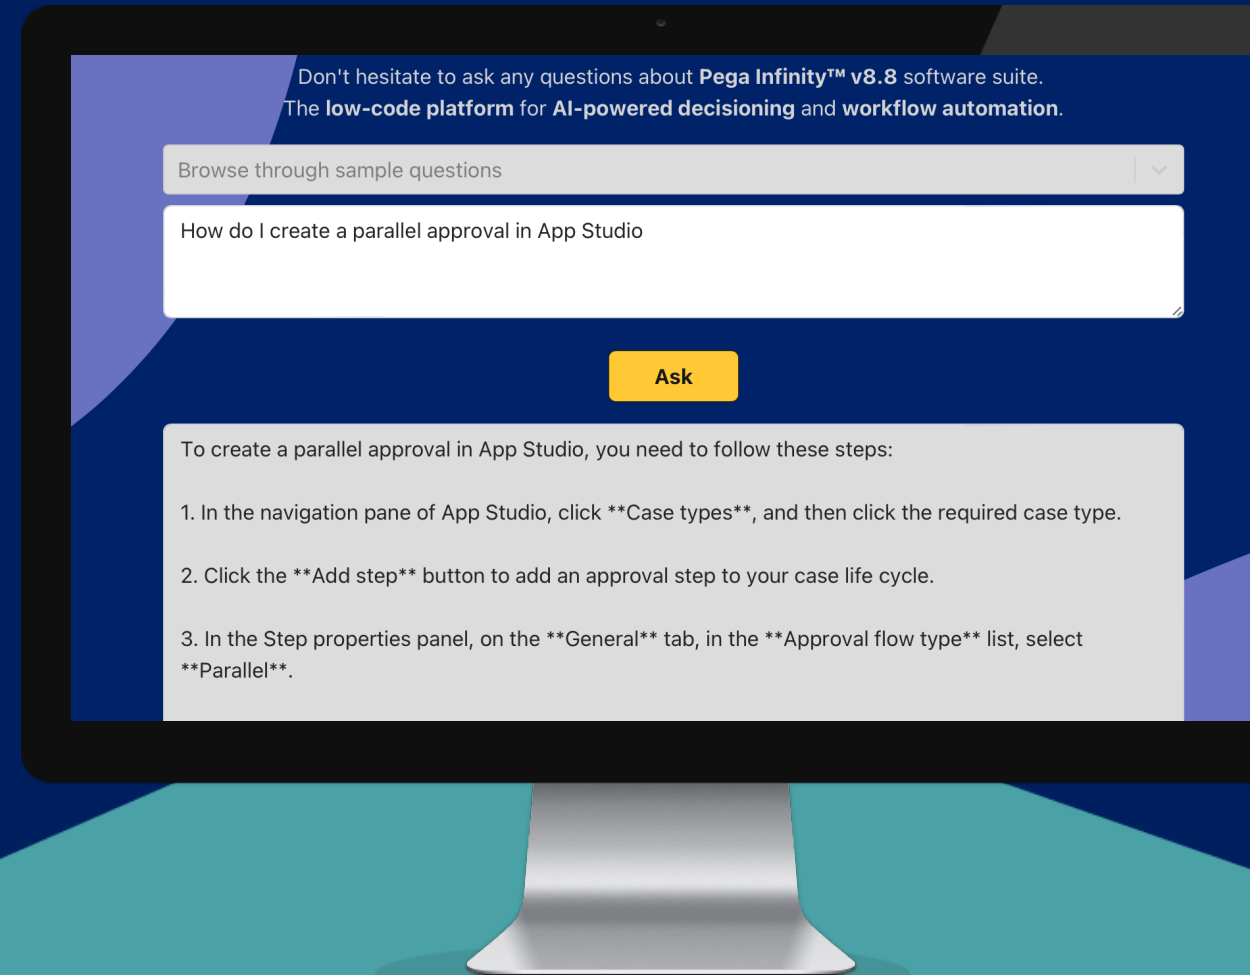 Don't hesitate to ask any questions about Pega Infinity™ v8.8 software suite.
The low-code platform for AI-powered decisioning and workflow automation.
Browse through sample questions
How do I create a parallel approval in App Studio
Ask
To create a parallel approval in App Studio, you need to follow these steps:
1. In the navigation pane of App Studio, click **Case types**, and then click the required case type.
2. Click the **Add step** button to add an approval step to your case life cycle.
3. In the Step properties panel, on the **General** tab, in the **Approval flow type** list, select
**Parallel**.